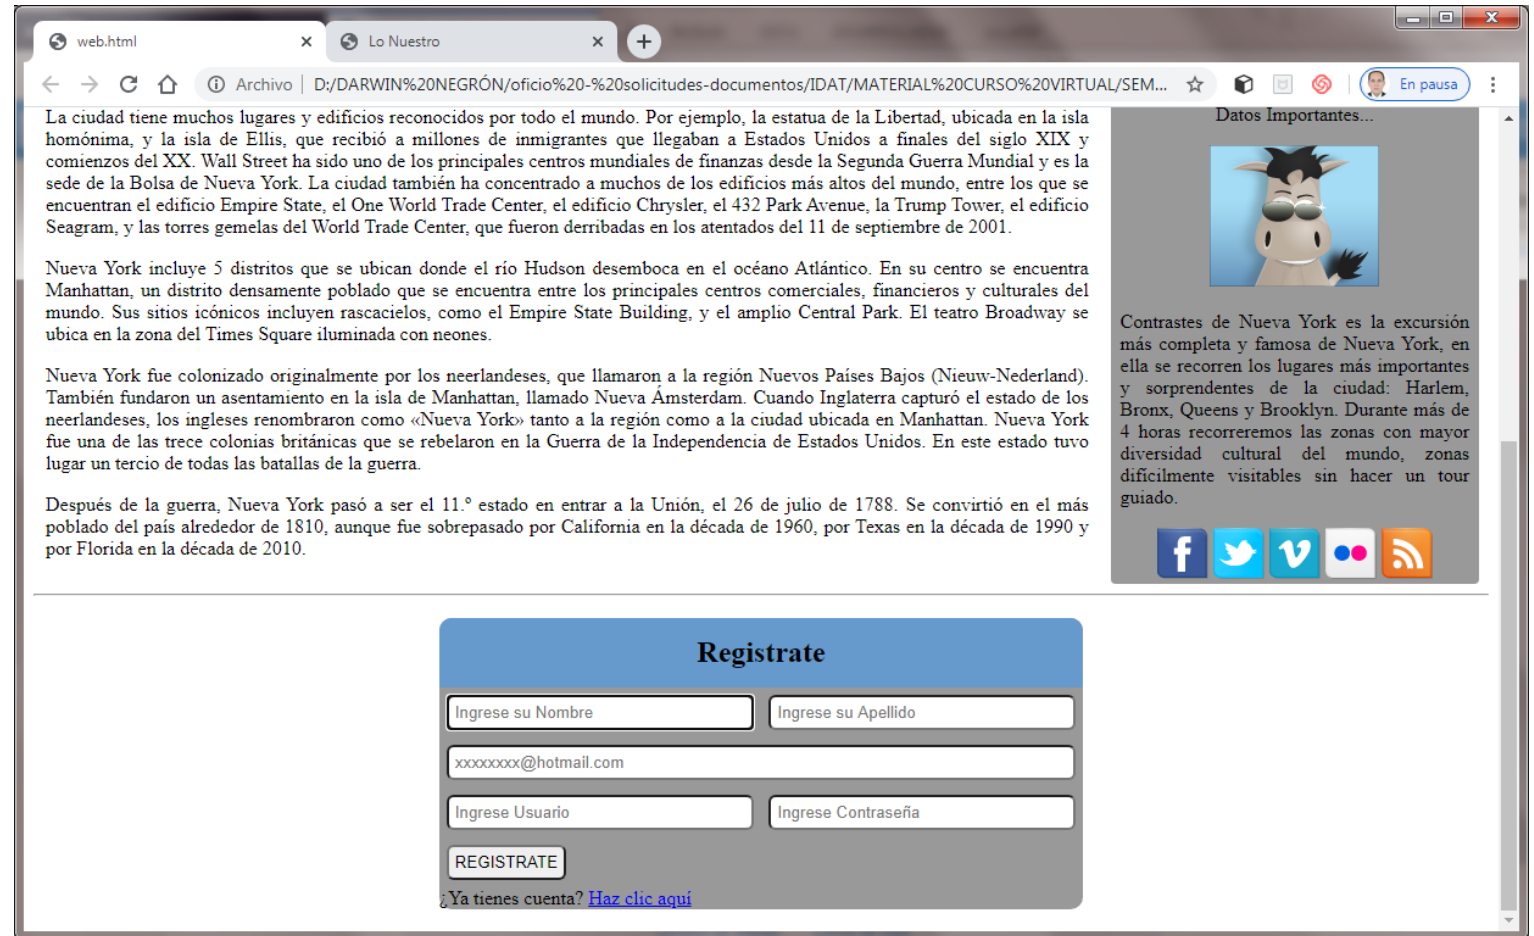 web.html
Lo Nuestro
Archivo
D:/DARWIN%20NEGRÓN/oficio%20-%20solicitudes-documentos/IDAT/MATERIAL%20CURSO%20VIRTUAL/SEM...
En pausa
La ciudad tiene muchos lugares y edificios reconocidos por todo el mundo. Por ejemplo, la estatua de la Libertad, ubicada en la isla
homónima, y la isla de Ellis, que recibió a millones de inmigrantes que llegaban a Estados Unidos a finales del siglo XIX y
comienzos del XX. Wall Street ha sido uno de los principales centros mundiales de finanzas desde la Segunda Guerra Mundial y es la
sede de la Bolsa de Nueva York. La ciudad también ha concentrado a muchos de los edificios más altos del mundo, entre los que se
encuentran el edificio Empire State, el One World Trade Center, el edificio Chrysler, el 432 Park Avenue, la Trump Tower, el edificio
Seagram, y las torres gemelas del World Trade Center, que fueron derribadas en los atentados del 11 de septiembre de 2001.
Nueva York incluye 5 distritos que se ubican donde el río Hudson desemboca en el océano Atlántico. En su centro se encuentra
Manhattan, un distrito densamente poblado que se encuentra entre los principales centros comerciales, financieros y culturales del
mundo. Sus sitios icónicos incluyen rascacielos, como el Empire State Building, y el amplio Central Park. El teatro Broadway se
ubica en la zona del Times Square iluminada con neones.
Nueva York fue colonizado originalmente por los neerlandeses, que llamaron a la región Nuevos Países Bajos (Nieuw-Nederland).
También fundaron un asentamiento en la isla de Manhattan, llamado Nueva Ámsterdam. Cuando Inglaterra capturó el estado de los
neerlandeses, los ingleses renombraron como «Nueva York» tanto a la región como a la ciudad ubicada en Manhattan. Nueva York
fue una de las trece colonias británicas que se rebelaron en la Guerra de la Independencia de Estados Unidos. En este estado tuvo
lugar un tercio de todas las batallas de la guerra.
Después de la guerra, Nueva York pasó a ser el 11.º estado en entrar a la Unión, el 26 de julio de 1788. Se convirtió en el más
poblado del país alrededor de 1810, aunque fue sobrepasado por California en la década de 1960, por Texas en la década de 1990 y
por Florida en la década de 2010.
Datos Importantes...
Contrastes de Nueva York es la excursión
más completa y famosa de Nueva York, en
ella se recorren los lugares más importantes
y sorprendentes de la ciudad: Harlem,
Bronx, Queens y Brooklyn. Durante más de
4 horas recorreremos las zonas con mayor
diversidad cultural del mundo, zonas
difícilmente visitables sin hacer un tour
guiado.
Registrate
Ingrese su Nombre
Ingrese su Apellido
xxxxxxxx@hotmail.com
Ingrese Usuario
Ingrese Contraseña
REGISTRATE
¿Ya tienes cuenta? Haz clic aquí